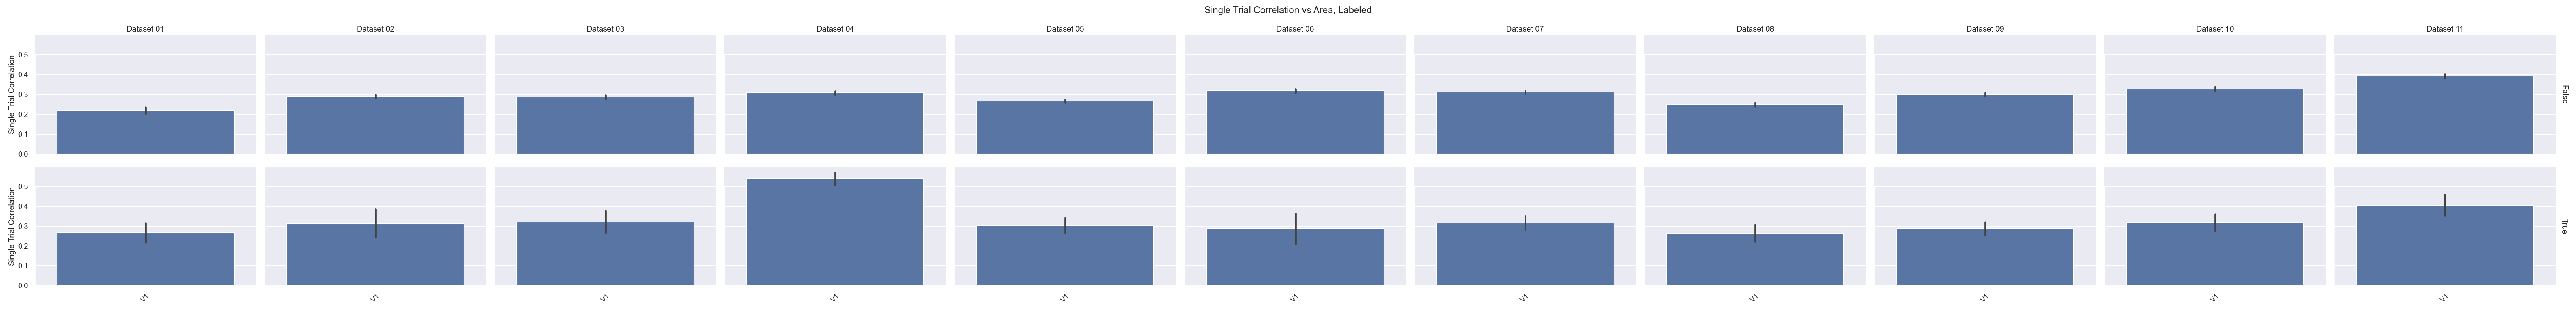 Single Trial Correlation vs Area, Labeled
Dataset 01
Dataset 02
Dataset 03
Dataset 04
Dataset 05
Dataset 06
Dataset 07
Dataset 08
Dataset 09
Dataset 10
Dataset 11
Single Trial Correlation
0.5
0.4
0.3
0.2
0.1
0.0
False
Single Trial Correlation
0.5
0.4
0.3
0.2
0.1
0.0
True
V1
V1
V1
V1
V1
V1
V1
V1
V1
V1
V1